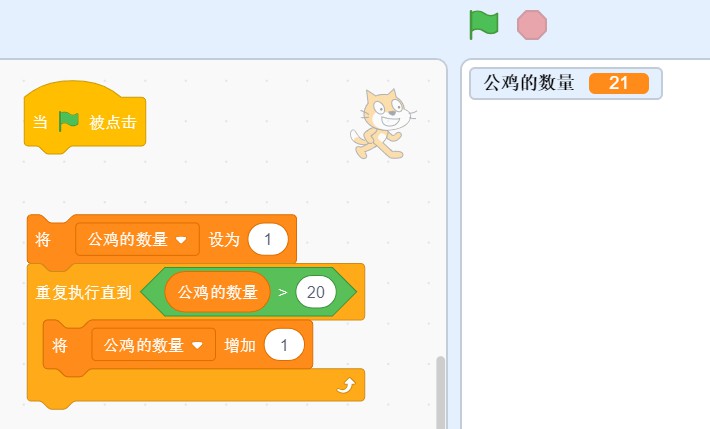 公鸡的数量 21
当 被点击
将 公鸡的数量 设为 1
重复执行直到 公鸡的数量 > 20
将 公鸡的数量 增加 1